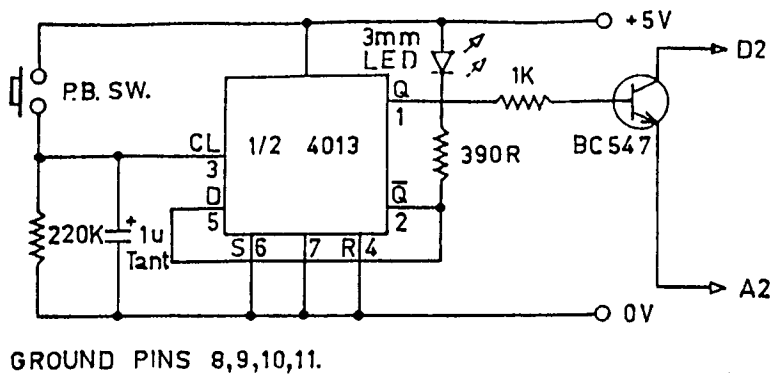 +5V
3mm
LED
D2
P.B. SW.
Q
1K
1
CL
1/2 4013
390R
BC547
3
D
Q̅
5
2
220K
+
1u
Tant
S 6
7
R 4
A2
0V
GROUND PINS 8,9,10,11.